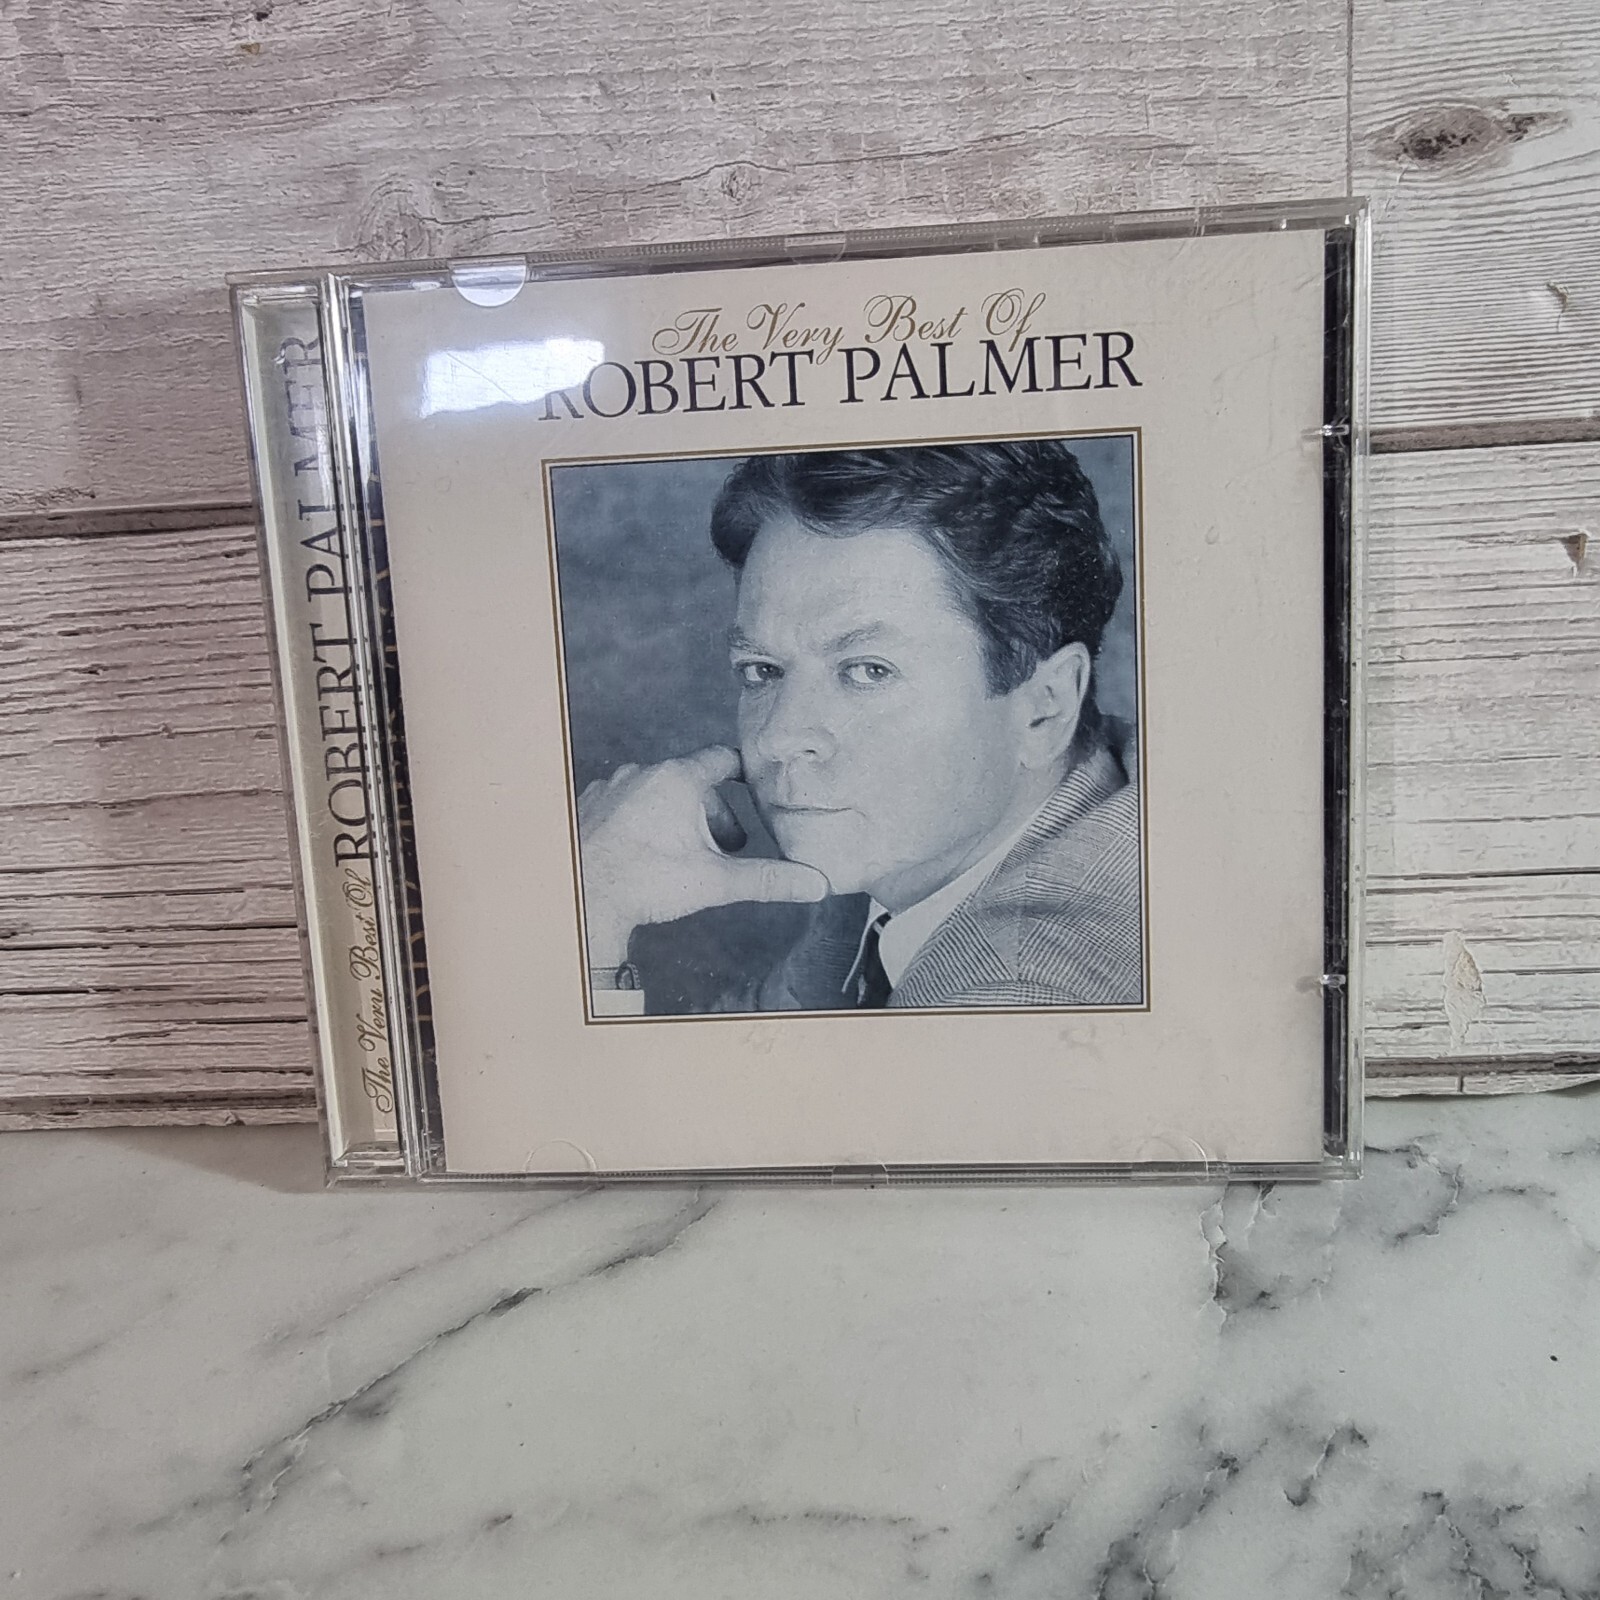 The Very Best Of
ROBERT PALMER
The Very Best Of ROBERT PALMER